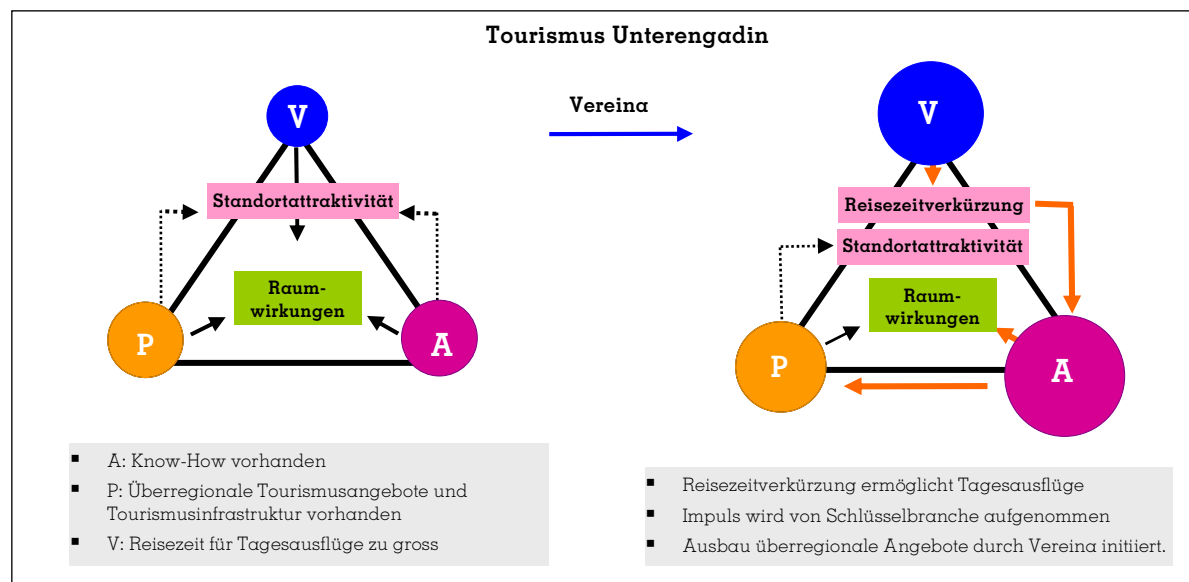 Tourismus Unterengadin
V
Standortattraktivität
Raum-
wirkungen
P
A
▪ A: Know-How vorhanden
▪ P: Überregionale Tourismusangebote und
Tourismusinfrastruktur vorhanden
▪ V: Reisezeit für Tagesausflüge zu gross
Vereina
V
Reisezeitverkürzung
Standortattraktivität
Raum-
wirkungen
P
A
▪ Reisezeitverkürzung ermöglicht Tagesausflüge
▪ Impuls wird von Schlüsselbranche aufgenommen
▪ Ausbau überregionale Angebote durch Vereina initiiert.